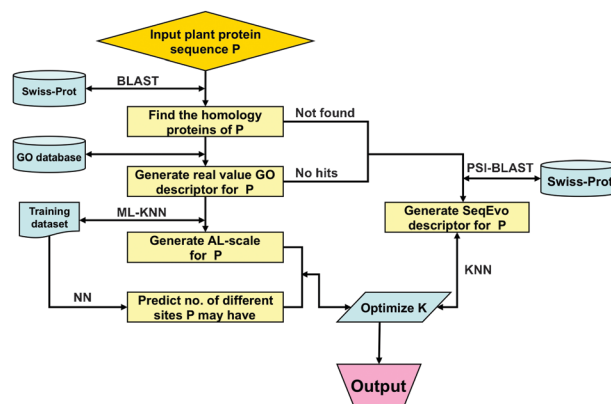 Input plant protein
sequence P
BLAST
Swiss-Prot
Find the homology
proteins of P
Not found
GO database
Generate real value GO
descriptor for P
No hits
PSI-BLAST
Swiss-Prot
Training
dataset
ML-KNN
Generate AL-scale
for P
Generate SeqEvo
descriptor for P
NN
KNN
Predict no. of different
sites P may have
Optimize K
Output